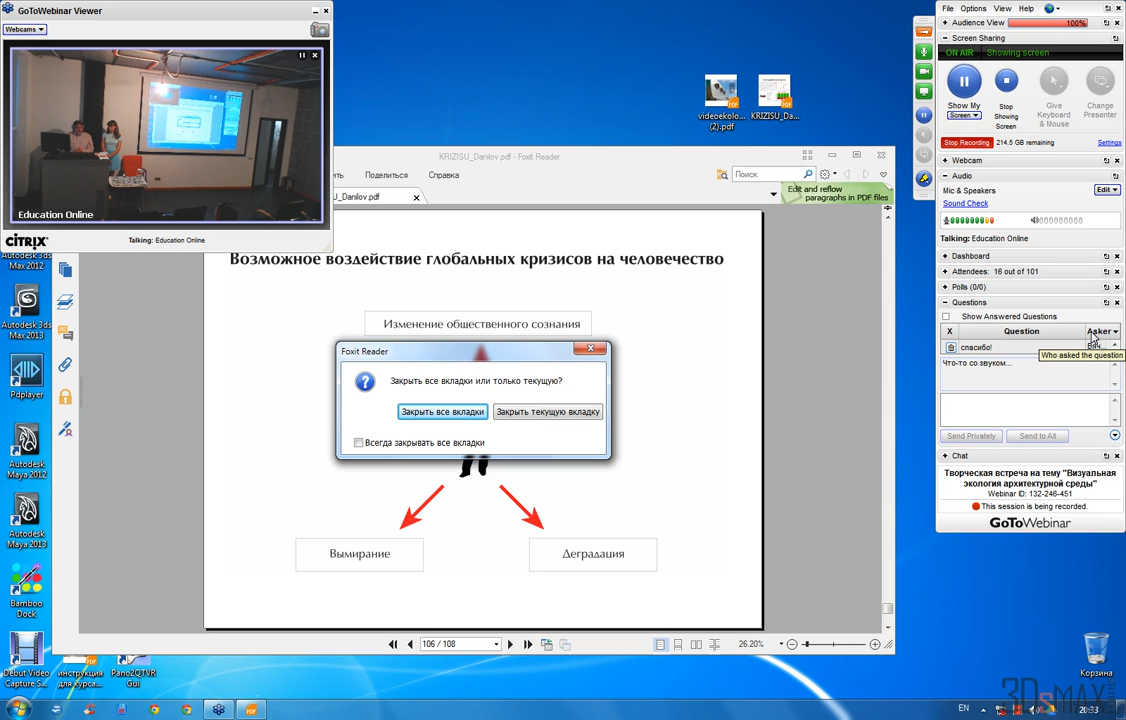 GoToWebinar Viewer
Webcams
Education Online
CITRIX
Talking: Education Online
Autodesk 3ds
Max 2012
Autodesk 3ds
Max 2013
Pdplayer
Autodesk
Maya 2012
Autodesk
Maya 2013
Bamboo
Dock
Debut Video
Capture S...
инструкция
для курса...
Pano2QTVR
Gui
videoekolo...
(2).pdf
KRIZISU_Da...
KRIZISU_Danilov.pdf - Foxit Reader
ть Поделиться Справка
Поиск:
U_Danilov.pdf
Edit and reflow
paragraphs in PDF files
Возможное воздействие глобальных кризисов на человечество
Изменение общественного сознания
Foxit Reader
Закрыть все вкладки или только текущую?
Закрыть все вкладки
Закрыть текущую вкладку
Всегда закрывать все вкладки
Вымирание
Деградация
106 / 108
26.20%
File Options View Help
Audience View 100%
Screen Sharing
ON AIR Showing screen
Show My
Screen
Stop
Showing
Screen
Give
Keyboard
& Mouse
Change
Presenter
Stop Recording 214.5 GB remaining Settings
Webcam
Audio
Mic & Speakers Edit
Sound Check
Talking: Education Online
Dashboard
Attendees: 16 out of 101
Polls (0/0)
Questions
Show Answered Questions
X Question Asker
спасибо! Вяч...
Who asked the question
Что-то со звуком...
Send Privately Send to All
Chat
Творческая встреча на тему "Визуальная
экология архитектурной среды"
Webinar ID: 132-246-451
This session is being recorded.
GoToWebinar
Корзина
EN
20:33
3DsMAX